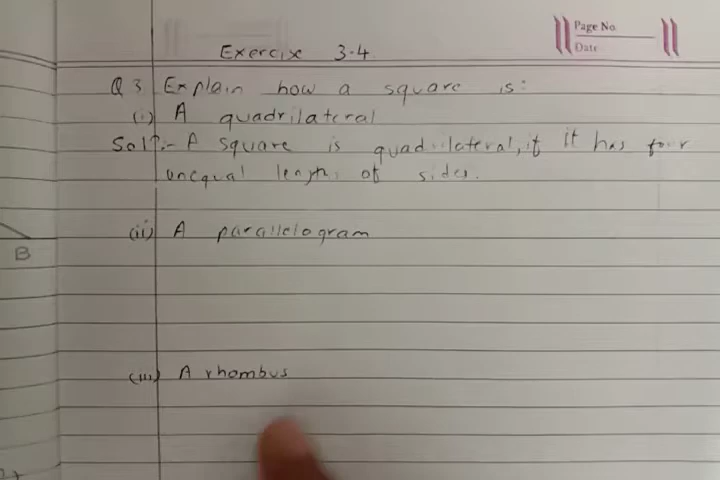 Page No.
Date
Exercise 3.4
Q 3 Explain how a square is:
(i) A quadrilateral
Sol?:- A square is quadrilateral, if it has four
unequal length of sides.
(ii) A parallelogram
B
(iii) A rhombus